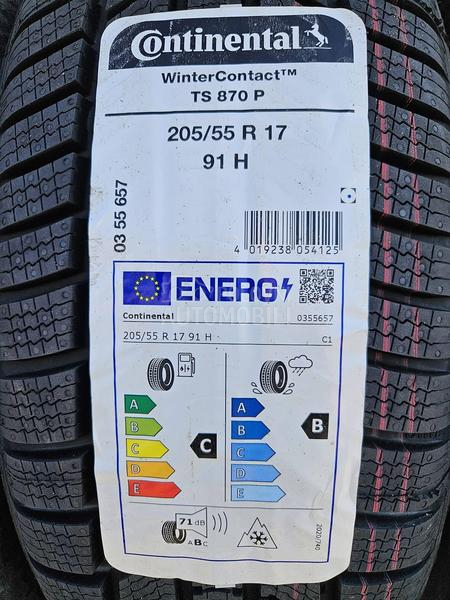 Continental
WinterContact™
TS 870 P
205/55 R 17
91 H
03 55 657
4 019238 054125
ENERG
Continental
0355657
205/55 R 17 91 H
C1
A
B
C
D
E
C
A
B
C
D
E
B
71 dB
ABC
2020/740